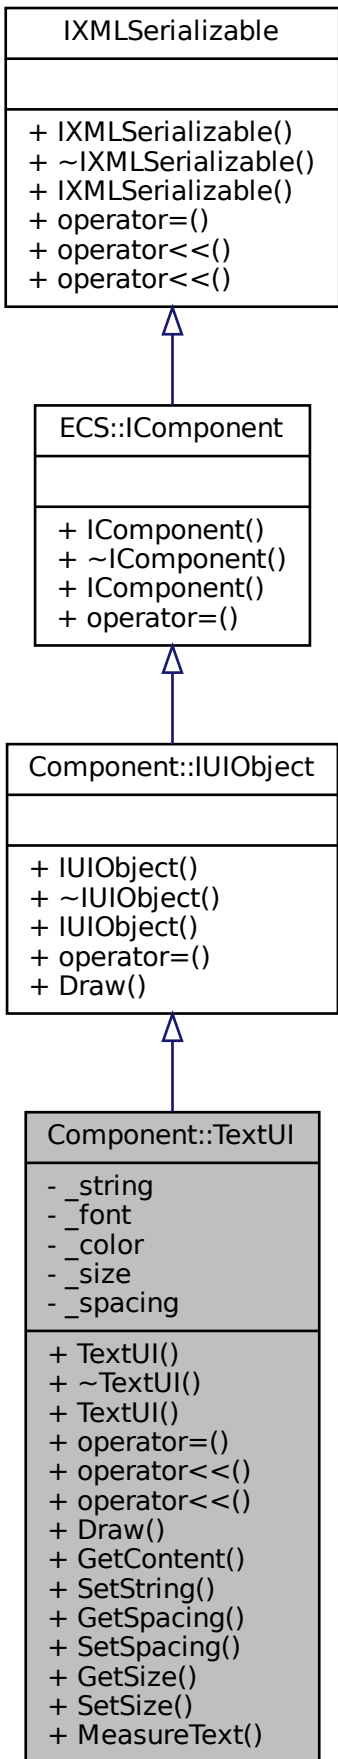 IXMLSerializable
+ IXMLSerializable()
+ ~IXMLSerializable()
+ IXMLSerializable()
+ operator=()
+ operator<<()
+ operator<<()
ECS::IComponent
+ IComponent()
+ ~IComponent()
+ IComponent()
+ operator=()
Component::IUIObject
+ IUIObject()
+ ~IUIObject()
+ IUIObject()
+ operator=()
+ Draw()
Component::TextUI
- _string
- _font
- _color
- _size
- _spacing
+ TextUI()
+ ~TextUI()
+ TextUI()
+ operator=()
+ operator<<()
+ operator<<()
+ Draw()
+ GetContent()
+ SetString()
+ GetSpacing()
+ SetSpacing()
+ GetSize()
+ SetSize()
+ MeasureText()